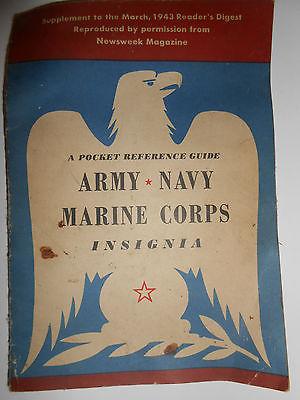 Supplement to the March, 1943 Reader's Digest
Reproduced by permission from
Newsweek Magazine
A POCKET REFERENCE GUIDE
ARMY ★ NAVY
MARINE CORPS
INSIGNIA